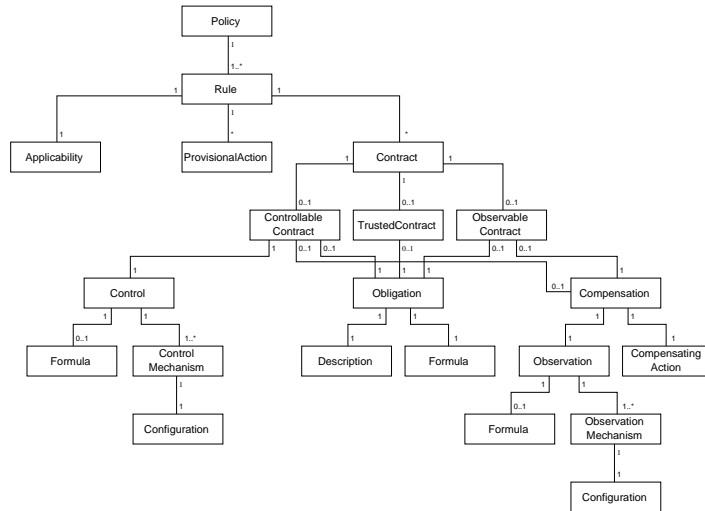 Policy
1
1..*
Rule
1
1
1
1
*
*
Applicability
ProvisionalAction
Contract
1
1
1
0..1
0..1
0..1
Controllable
Contract
TrustedContract
Observable
Contract
1
0..1
0..1
0..1
0..1
0..1
1
1
1
1
0..1
1
Control
Obligation
Compensation
1
1
1
1
1
1
0..1
1..*
1
1
1
1
Formula
Control
Mechanism
Description
Formula
Observation
Compensating
Action
1
1
1
1
0..1
1..*
Configuration
Formula
Observation
Mechanism
1
1
Configuration